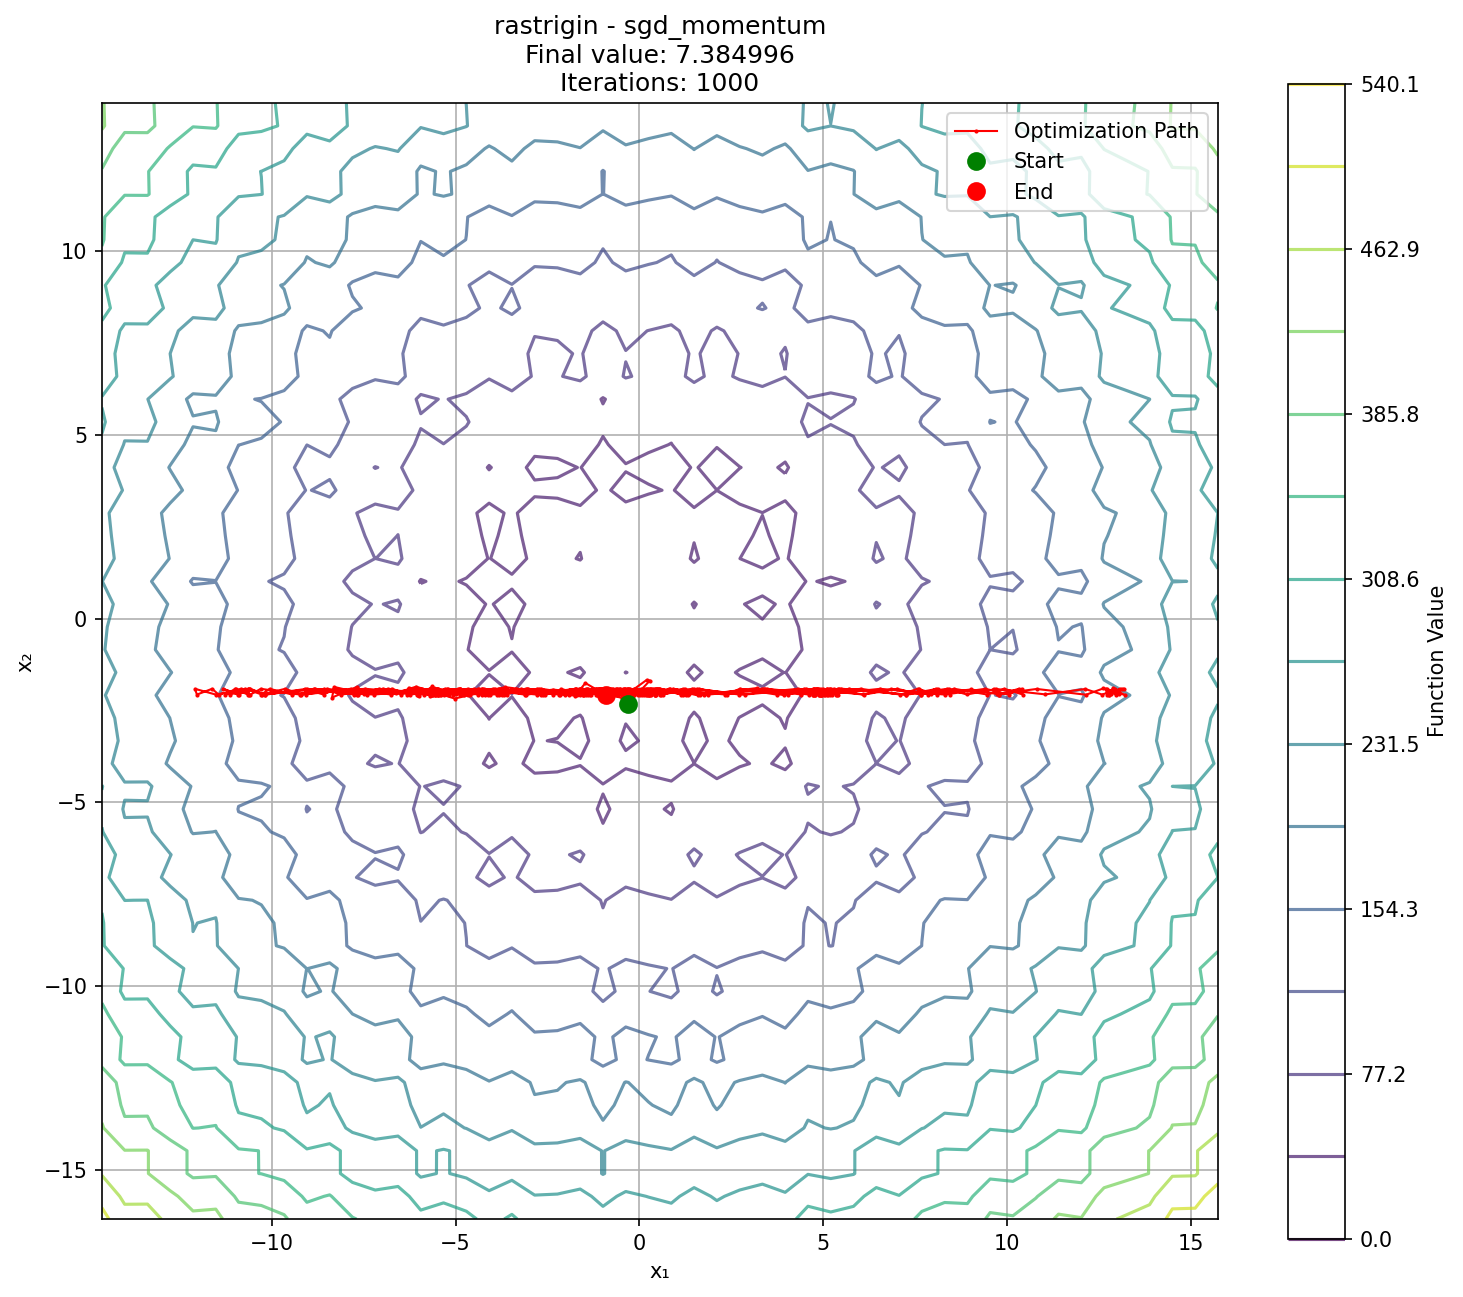 rastrigin - sgd_momentum
Final value: 7.384996
Iterations: 1000
Optimization Path
Start
End
10
5
0
−5
−10
−15
x₂
−10
−5
0
5
10
15
x₁
540.1
462.9
385.8
308.6
231.5
154.3
77.2
0.0
Function Value